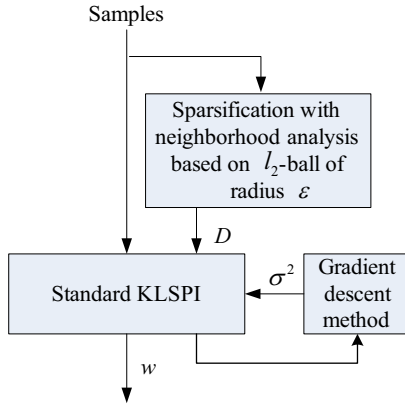 Samples
Sparsification with
neighborhood analysis
based on l₂-ball of
radius ε
D
Standard KLSPI
σ²
Gradient
descent
method
w